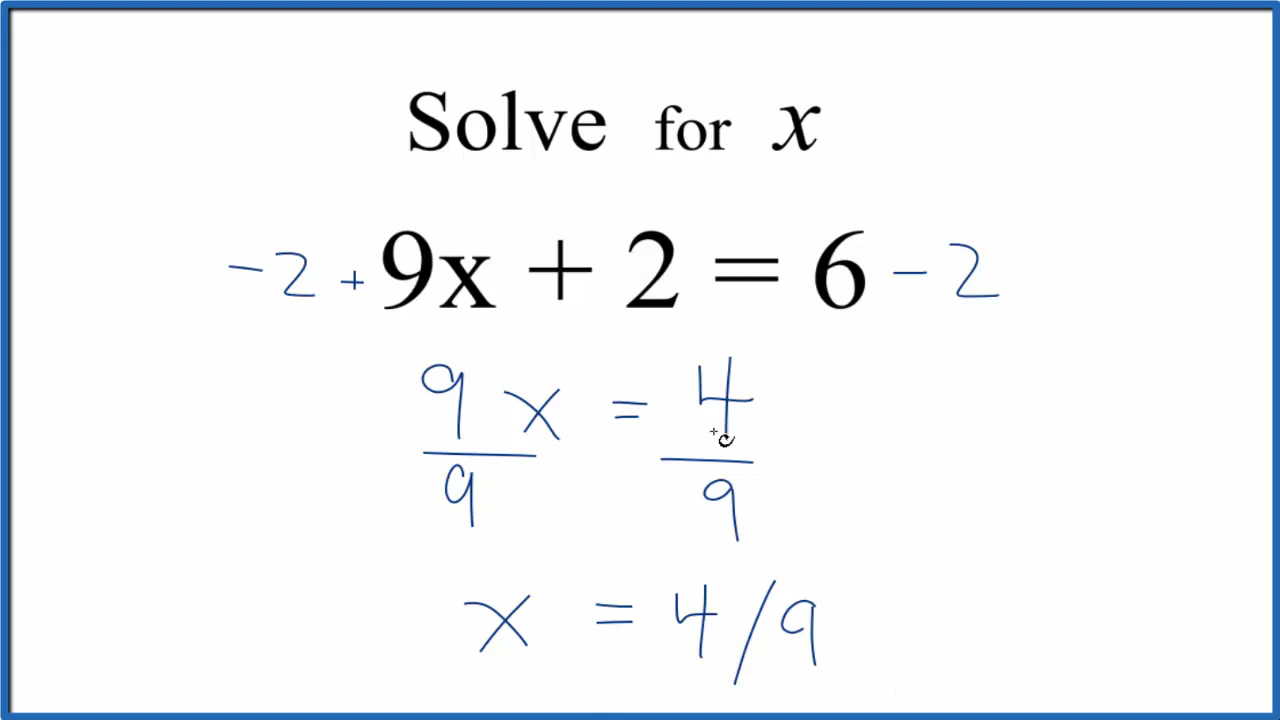 Solve for x
-2 + 9x + 2 = 6 - 2
9x = 4
9 9
x = 4/9